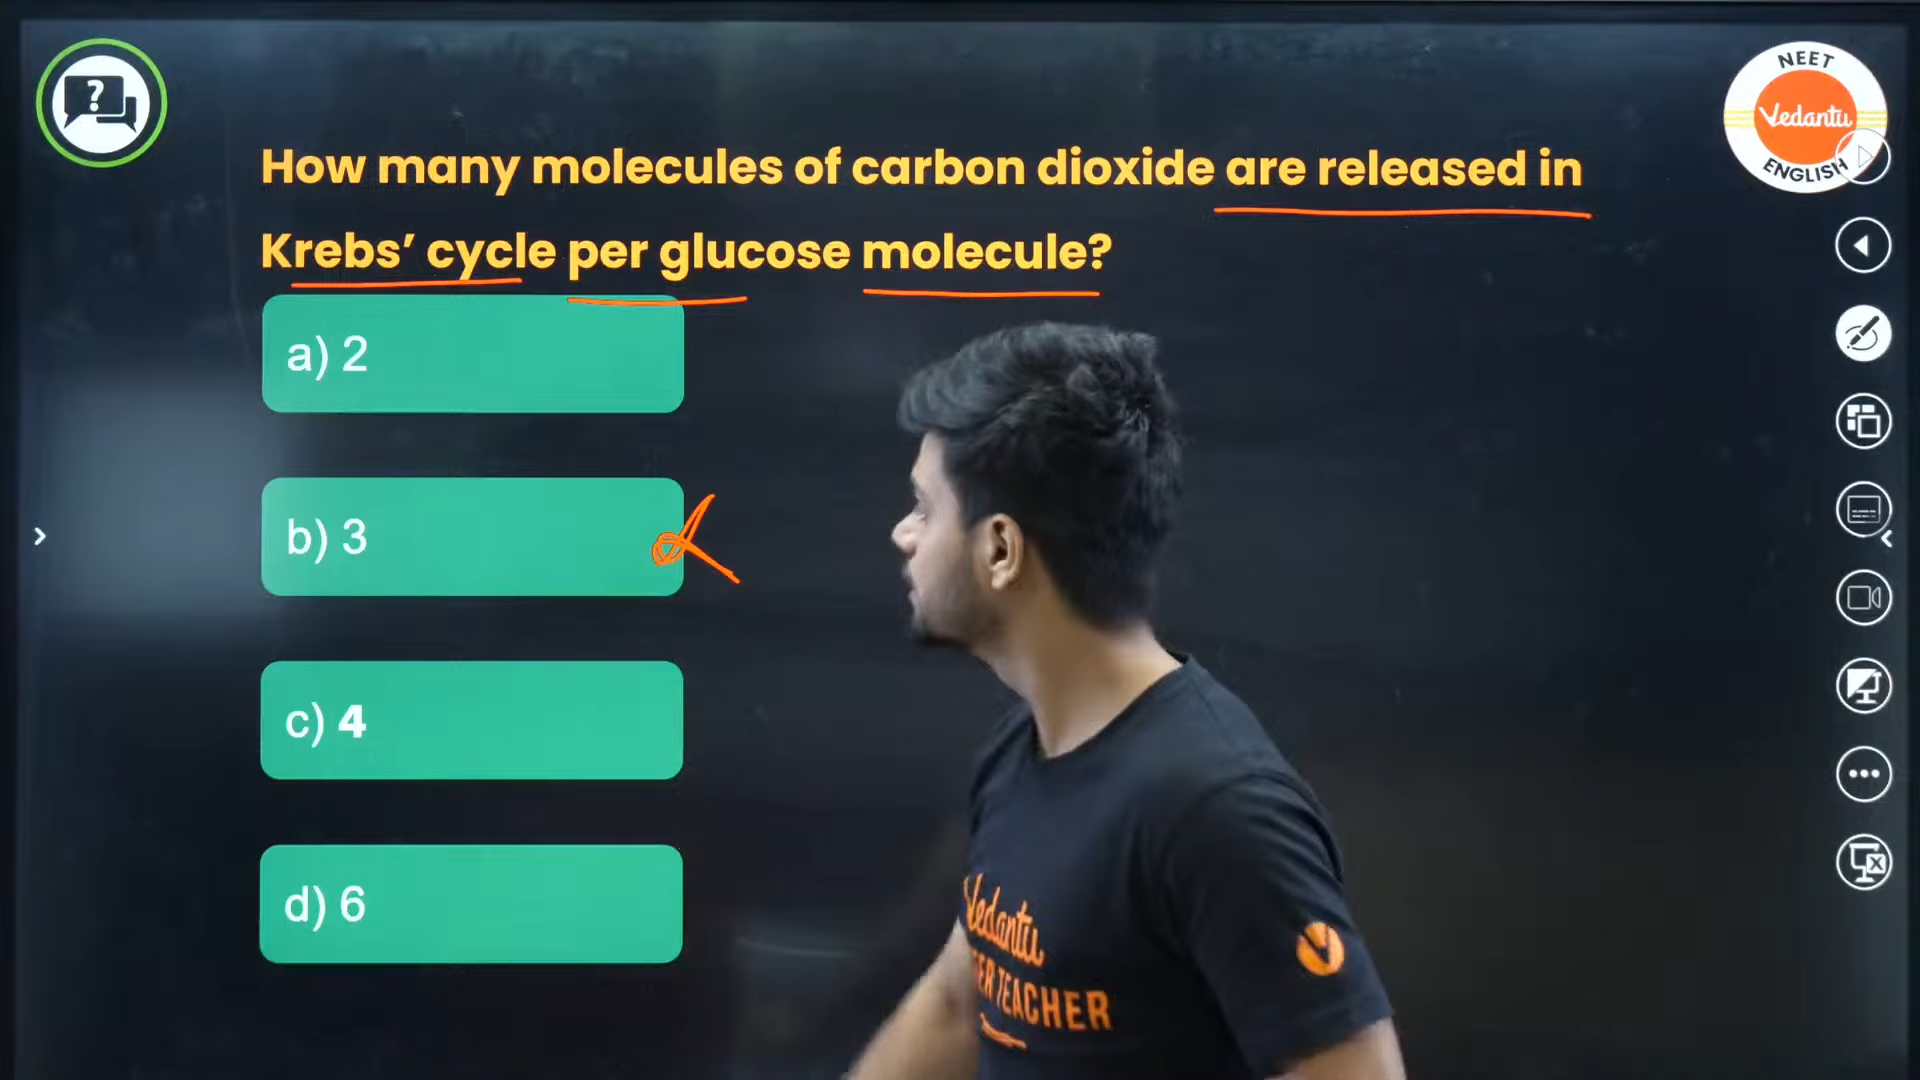 NEET
Vedantu
ENGLISH
How many molecules of carbon dioxide are released in
Krebs’ cycle per glucose molecule?
a) 2
b) 3
c) 4
d) 6
Vedantu
TEACHER